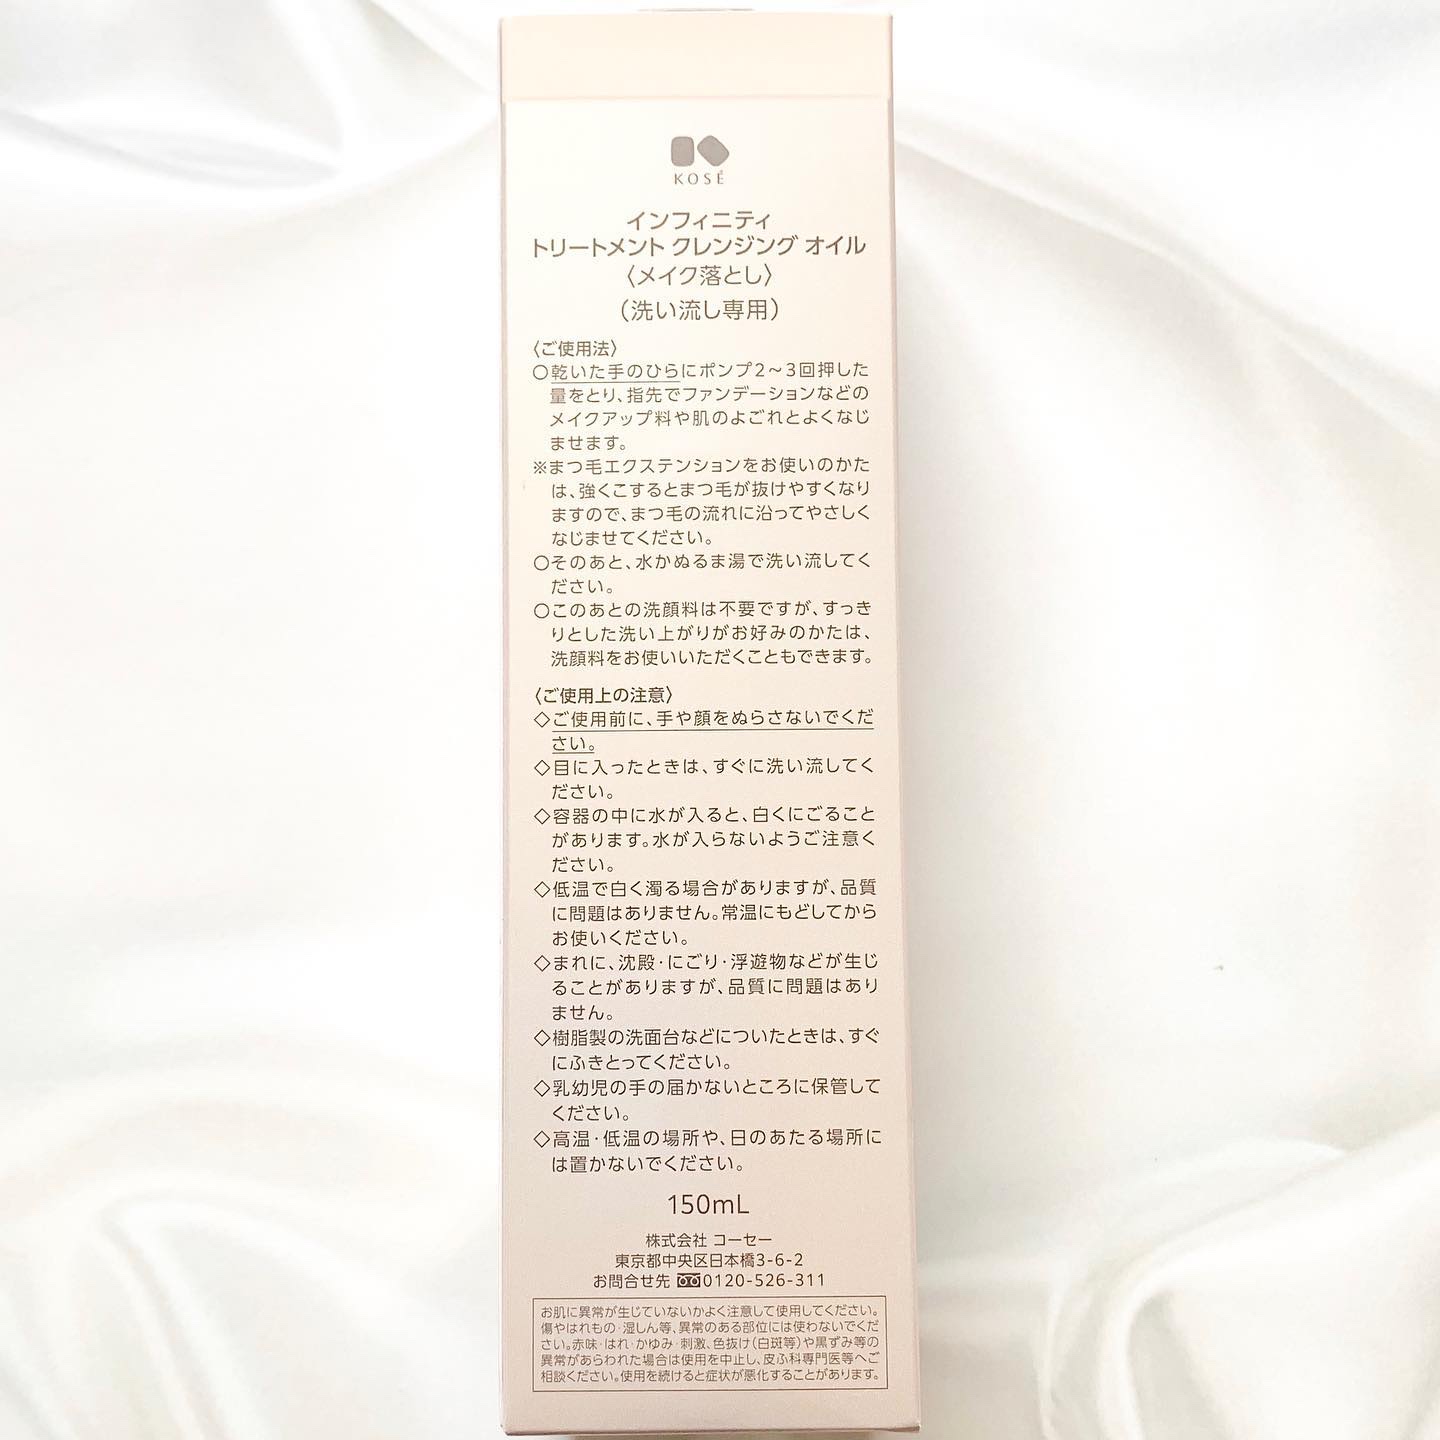 KOSÉ
インフィニティ
トリートメント クレンジング オイル
〈メイク落とし〉
（洗い流し専用）
〈ご使用法〉
○乾いた手のひらにポンプ2～3回押した
量をとり、指先でファンデーションなどの
メイクアップ料や肌のよごれとよくなじ
ませます。
※まつ毛エクステンションをお使いのかた
は、強くこするとまつ毛が抜けやすくなり
ますので、まつ毛の流れに沿ってやさしく
なじませてください。
○そのあと、水かぬるま湯で洗い流してく
ださい。
○このあとの洗顔料は不要ですが、すっき
りとした洗い上がりがお好みのかたは、
洗顔料をお使いいただくこともできます。
〈ご使用上の注意〉
◇ご使用前に、手や顔をぬらさないでくだ
さい。
◇目に入ったときは、すぐに洗い流してく
ださい。
◇容器の中に水が入ると、白くにごること
があります。水が入らないようご注意く
ださい。
◇低温で白く濁る場合がありますが、品質
に問題はありません。常温にもどしてから
お使いください。
◇まれに、沈殿・にごり・浮遊物などが生じ
ることがありますが、品質に問題はあり
ません。
◇樹脂製の洗面台などについたときは、すぐ
にふきとってください。
◇乳幼児の手の届かないところに保管して
ください。
◇高温・低温の場所や、日のあたる場所に
は置かないでください。
150mL
株式会社 コーセー
東京都中央区日本橋3-6-2
お問合せ先 0120-526-311
お肌に異常が生じていないかよく注意して使用してください。
傷やはれもの・湿しん等、異常のある部位には使わないでくだ
さい。赤味・はれ・かゆみ・刺激、色抜け（白斑等）や黒ずみ等の
異常があらわれた場合は使用を中止し、皮ふ科専門医等へご
相談ください。使用を続けると症状が悪化することがあります。